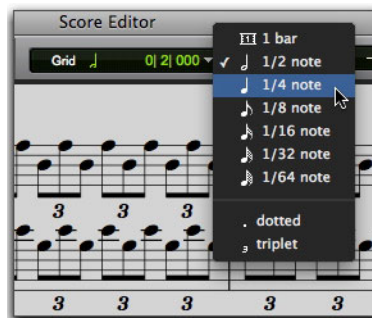 Score Editor
Grid 0| 2| 000
1 bar
✓ 1/2 note
1/4 note
1/8 note
1/16 note
1/32 note
1/64 note
. dotted
3 triplet
3 3 3
3 3 3 3 3